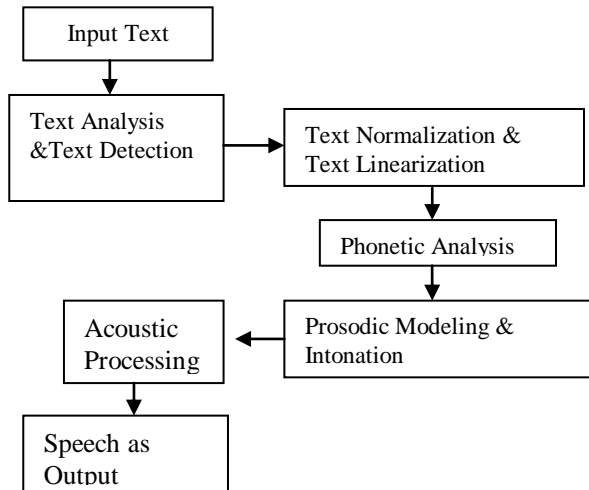 Input Text
Text Analysis
&Text Detection
Text Normalization &
Text Linearization
Phonetic Analysis
Prosodic Modeling &
Intonation
Acoustic
Processing
Speech as
Output